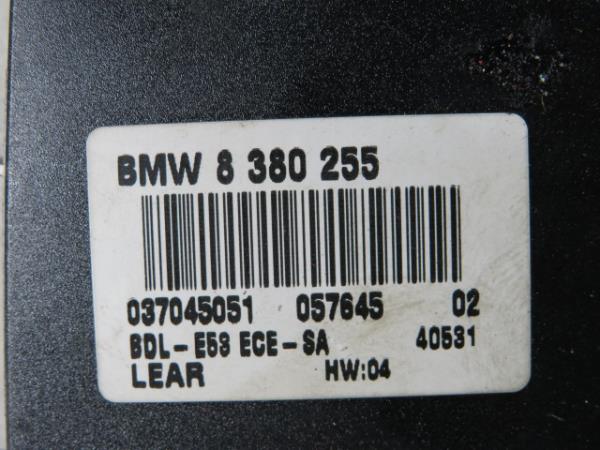 BMW 8 380 255
037045051 057645 02
BDL-E53 ECE-SA 40531
LEAR HW:04